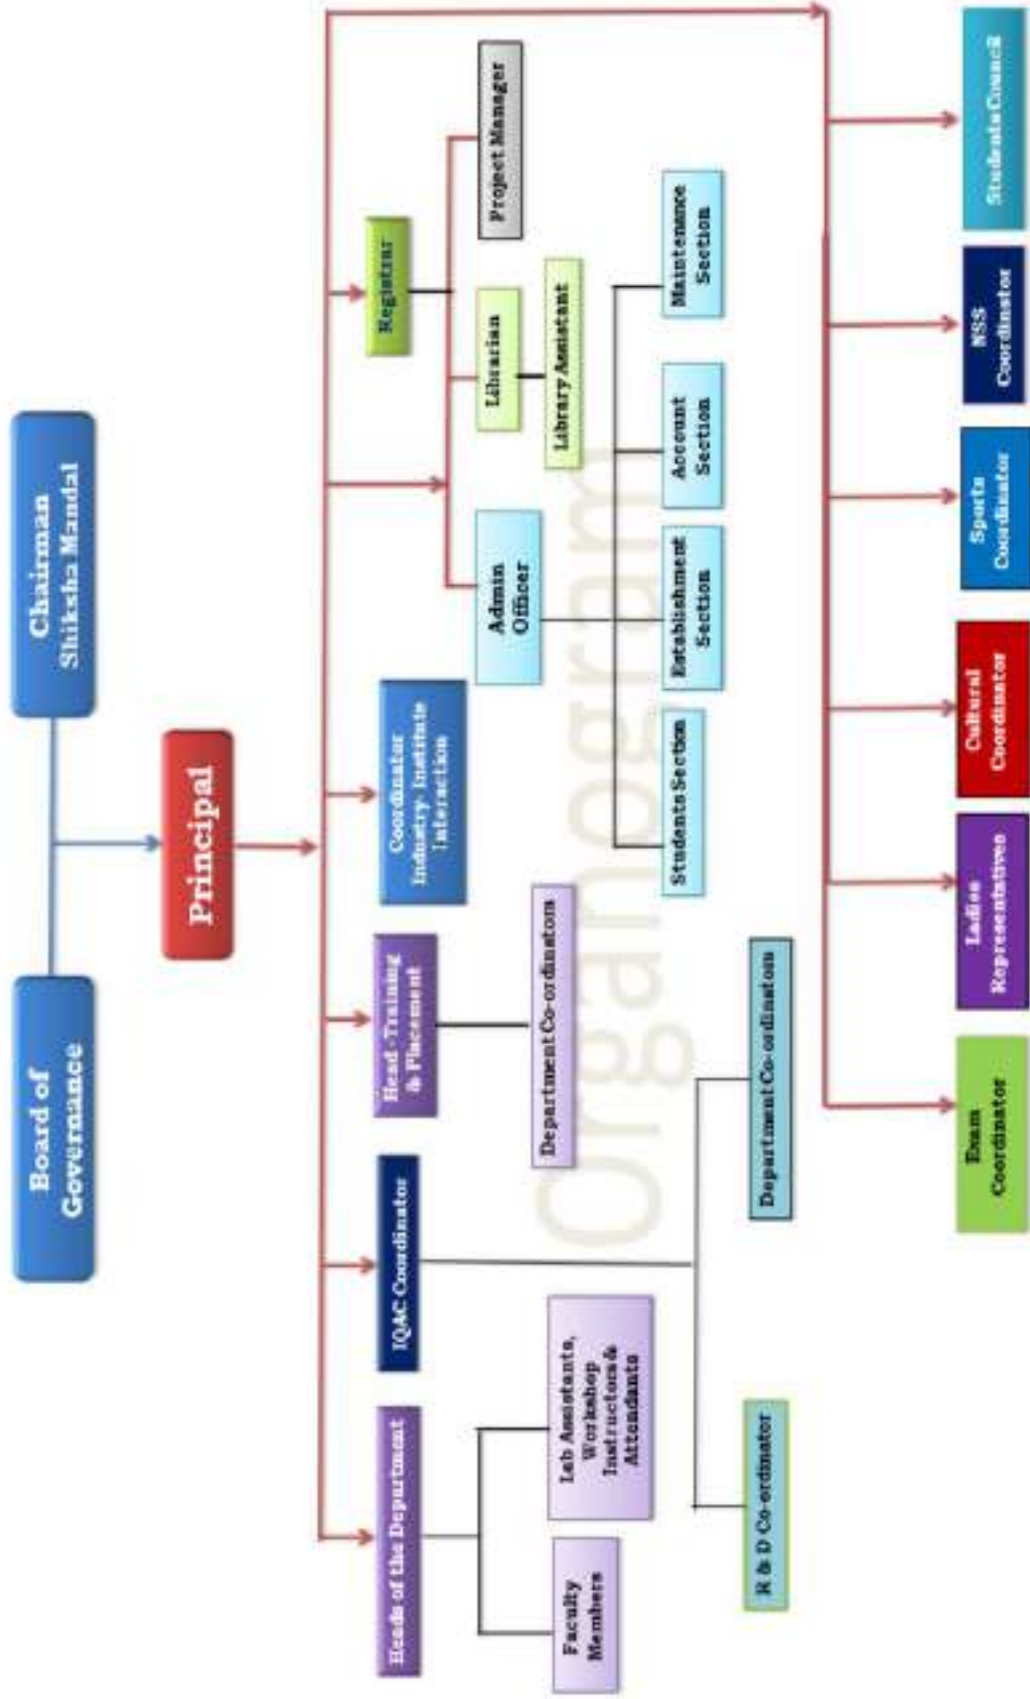 Board of
Governance
Chairman
Shiksha Mandal
Principal
Heads of the Department
IQAC Coordinator
Head -Training
& Placement
Coordinator
Industry- Institute
Interaction
Registrar
Faculty
Members
Lab Assistants,
Workshop
Instructors &
Attendants
Department Co-ordinators
Admin
Officer
Librarian
Project Manager
Library Assistant
Students Section
Establishment
Section
Account
Section
Maintenance
Section
R & D Co-ordinator
Department Co-ordinators
Organogram
Exam
Coordinator
Ladies
Representatives
Cultural
Coordinator
Sports
Coordinator
NSS
Coordinator
Students Council